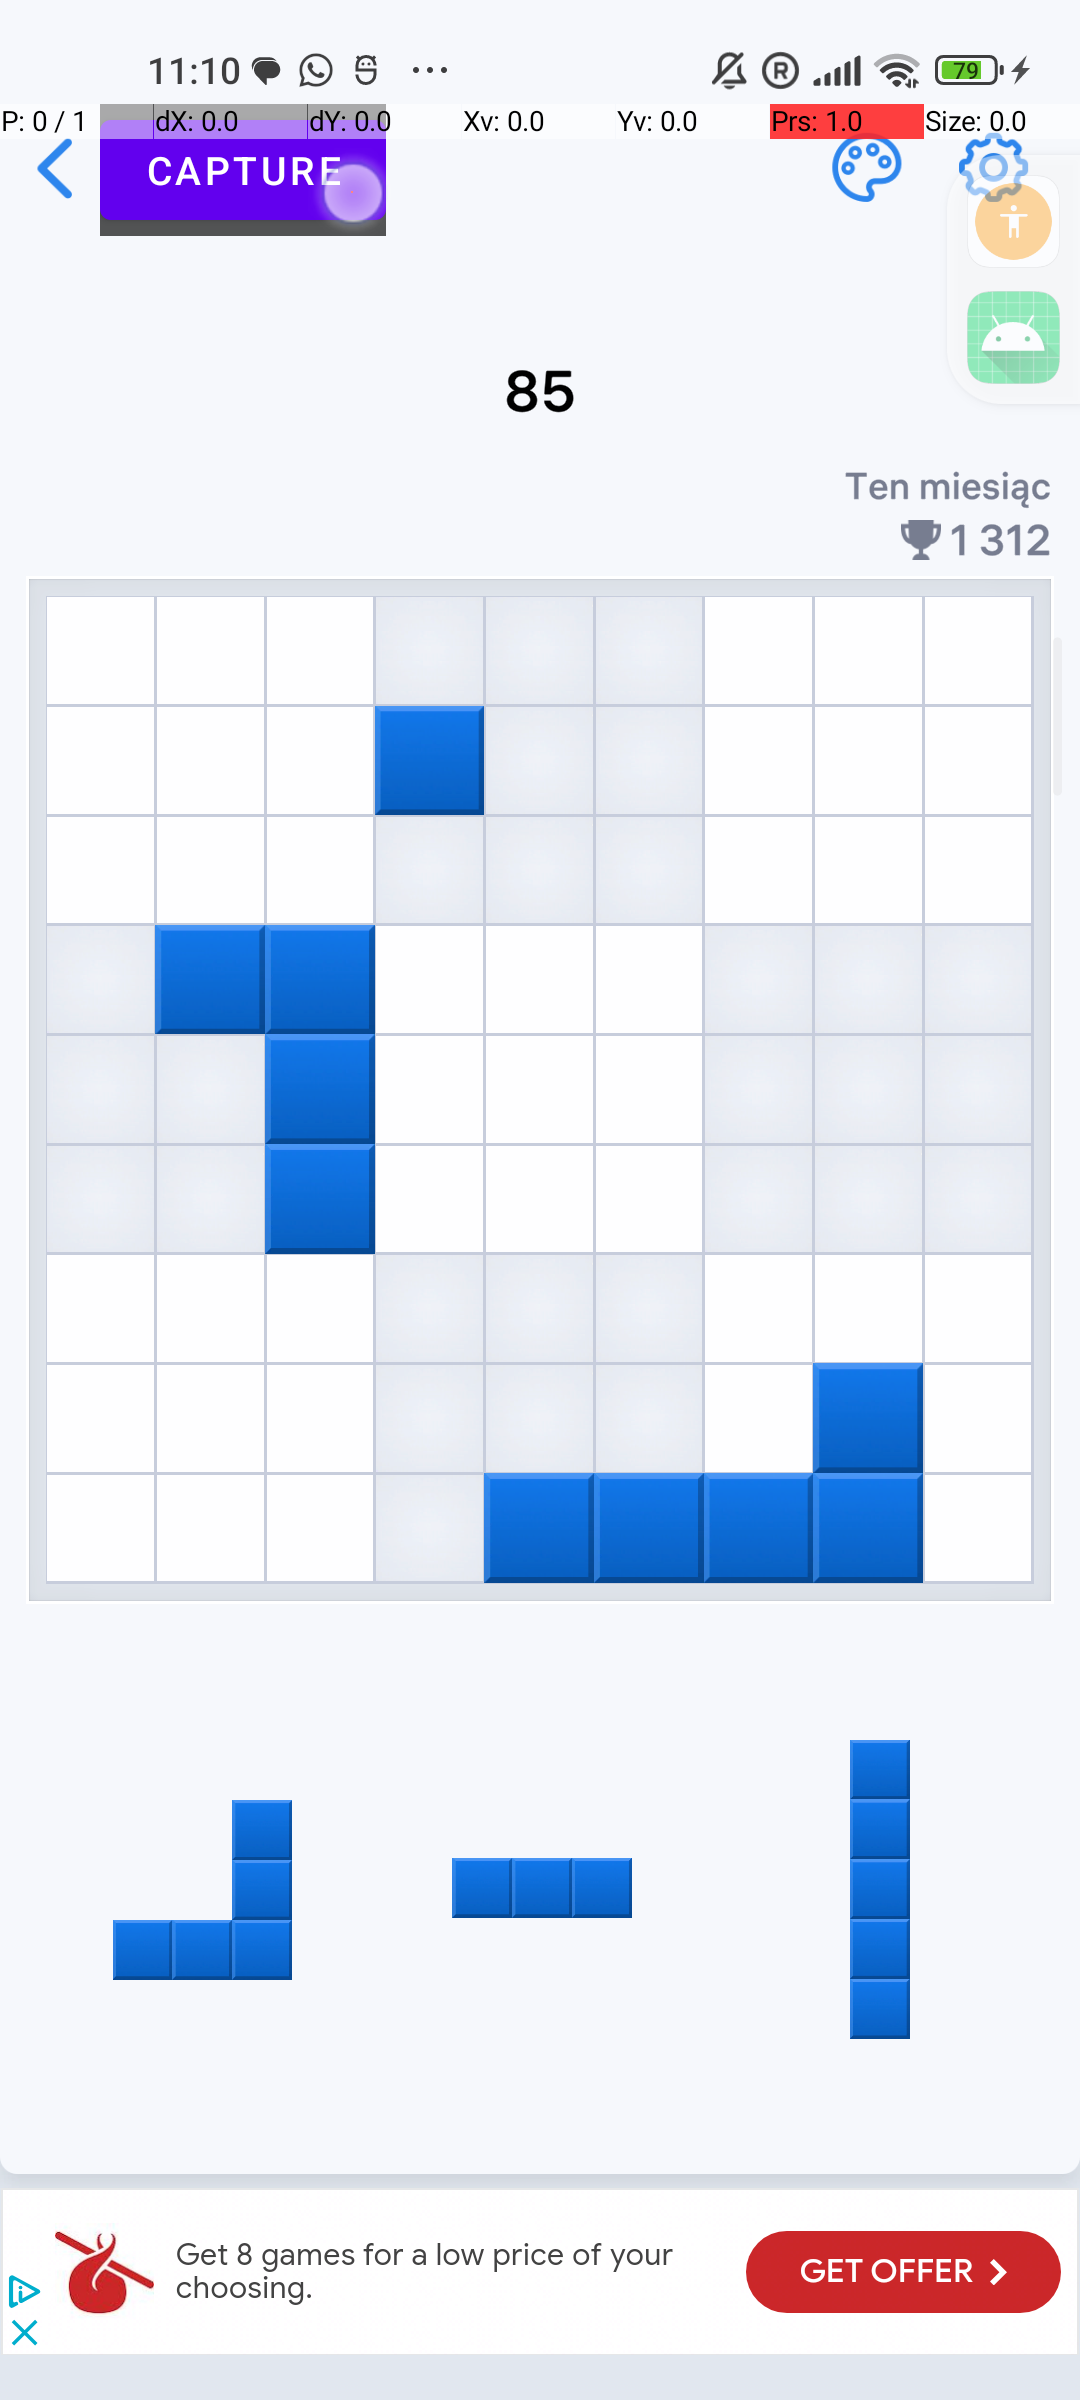 11:10
79
P: 0 / 1 dX: 0.0 dY: 0.0 Xv: 0.0 Yv: 0.0 Prs: 1.0 Size: 0.0
CAPTURE
85
Ten miesiąc
1 312
Get 8 games for a low price of your
choosing.
GET OFFER